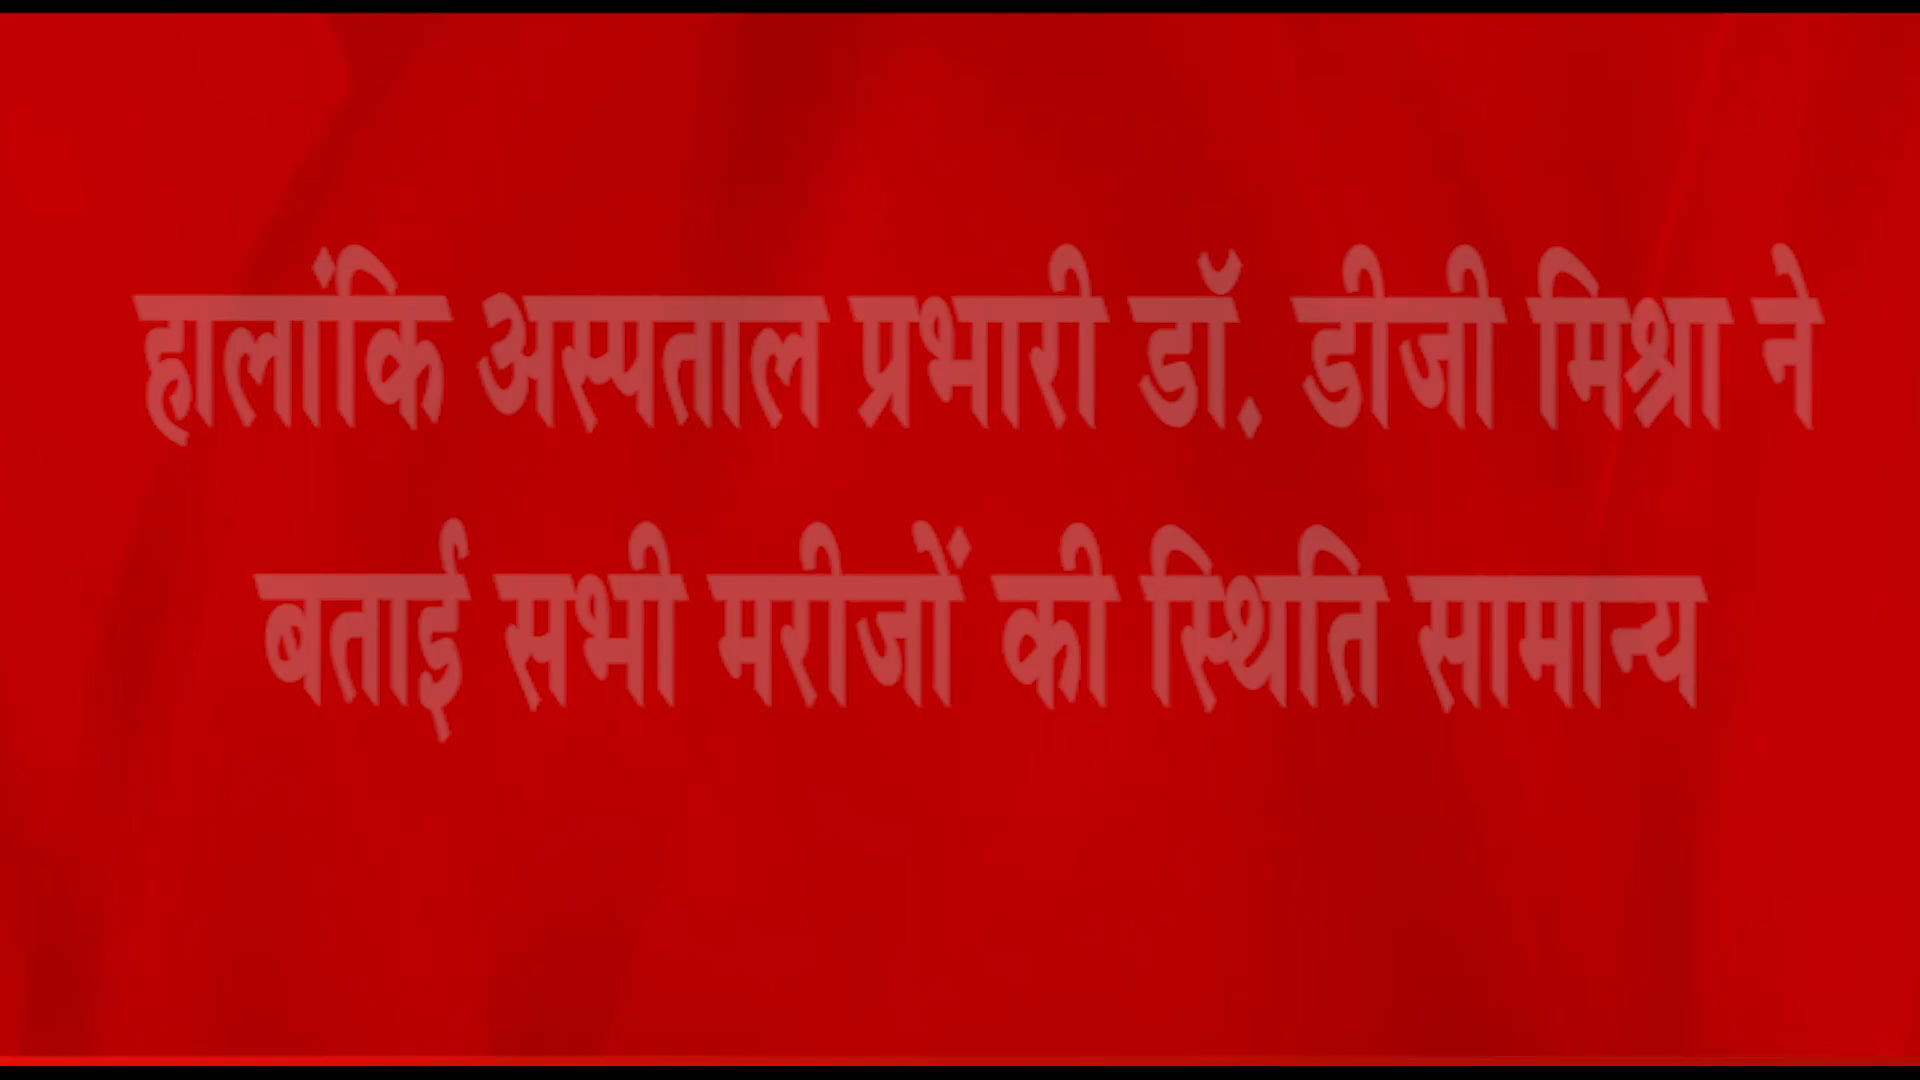 हालांकि अस्पताल प्रभारी डॉ. डीजी मिश्रा ने
बताई सभी मरीजों की स्थिति सामान्य